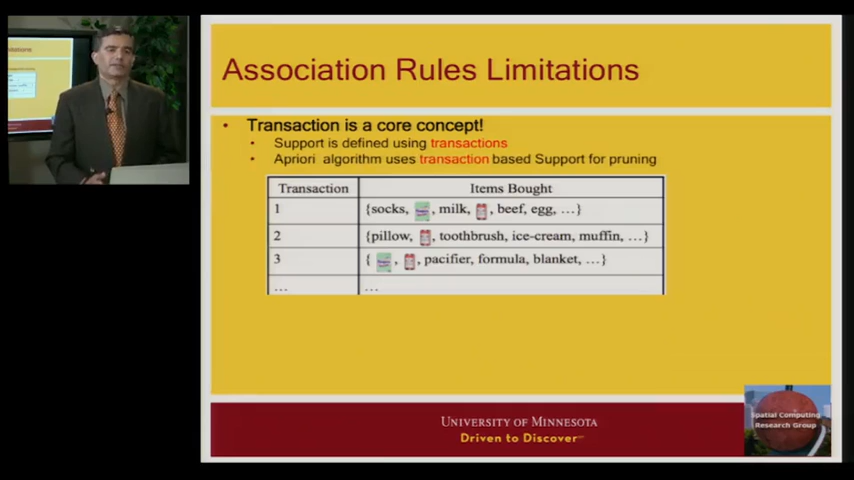 Association Rules Limitations
• Transaction is a core concept!
• Support is defined using transactions
• Apriori algorithm uses transaction based Support for pruning
Transaction Items Bought
1 {socks, , milk, , beef, egg, …}
2 {pillow, , toothbrush, ice-cream, muffin, …}
3 { , , pacifier, formula, blanket, …}
… …
UNIVERSITY OF MINNESOTA
Driven to Discover
Spatial Computing
Research Group